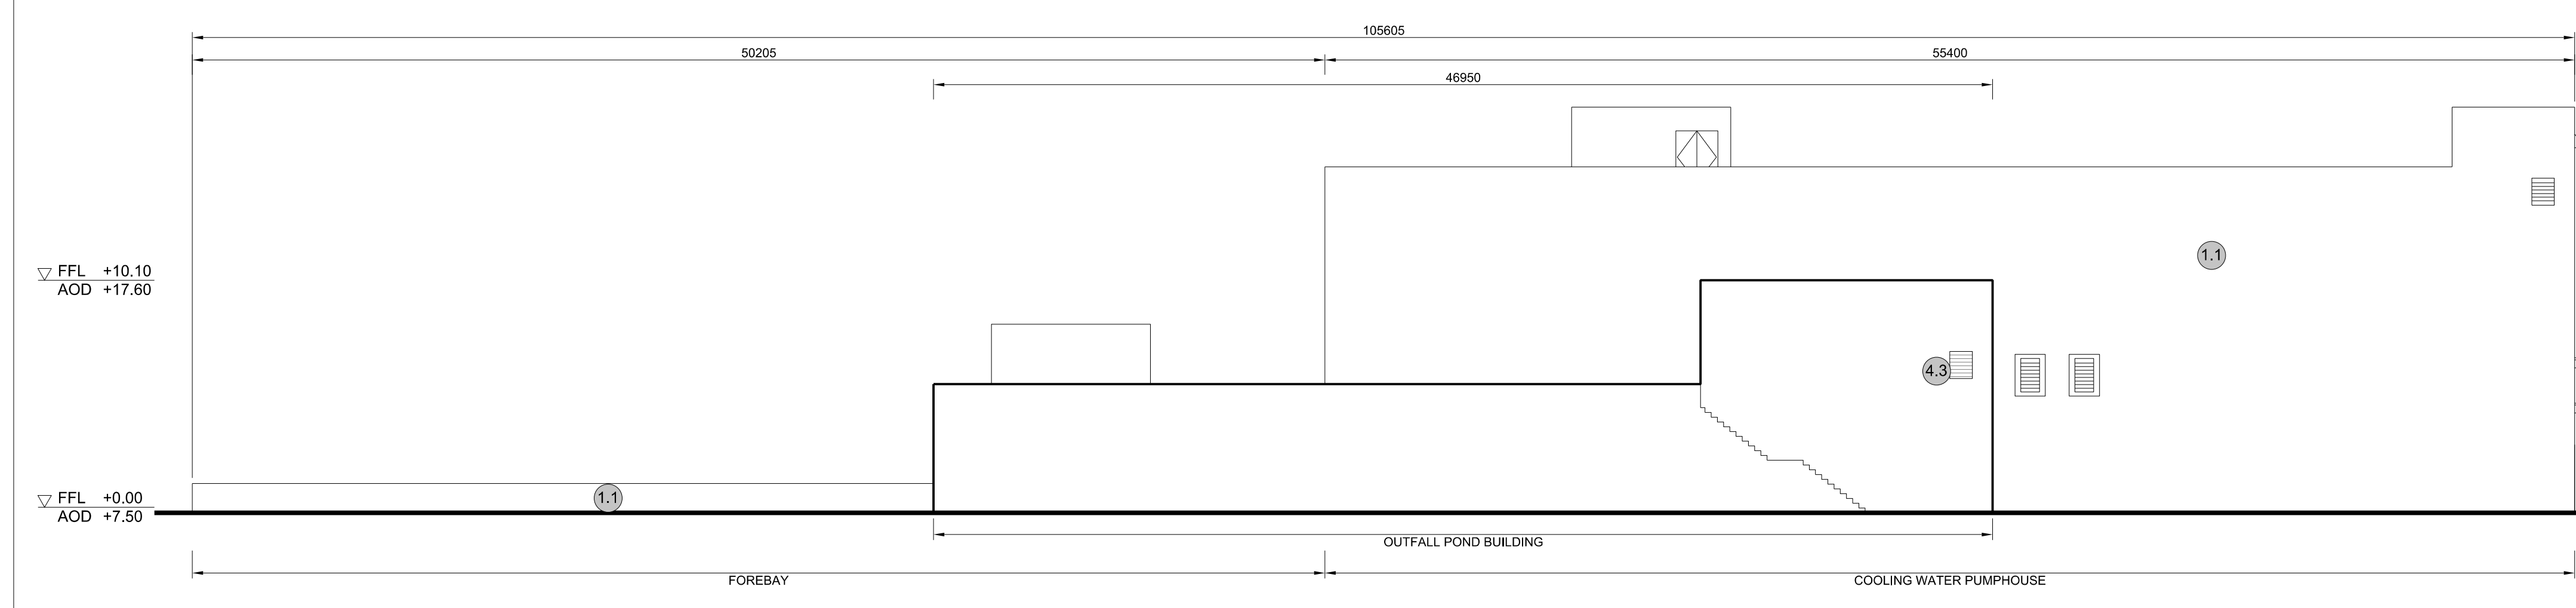 105605
50205
55400
46950
1.1
FFL +10.10
AOD +17.60
4.3
FFL +0.00
AOD +7.50
1.1
OUTFALL POND BUILDING
FOREBAY
COOLING WATER PUMPHOUSE